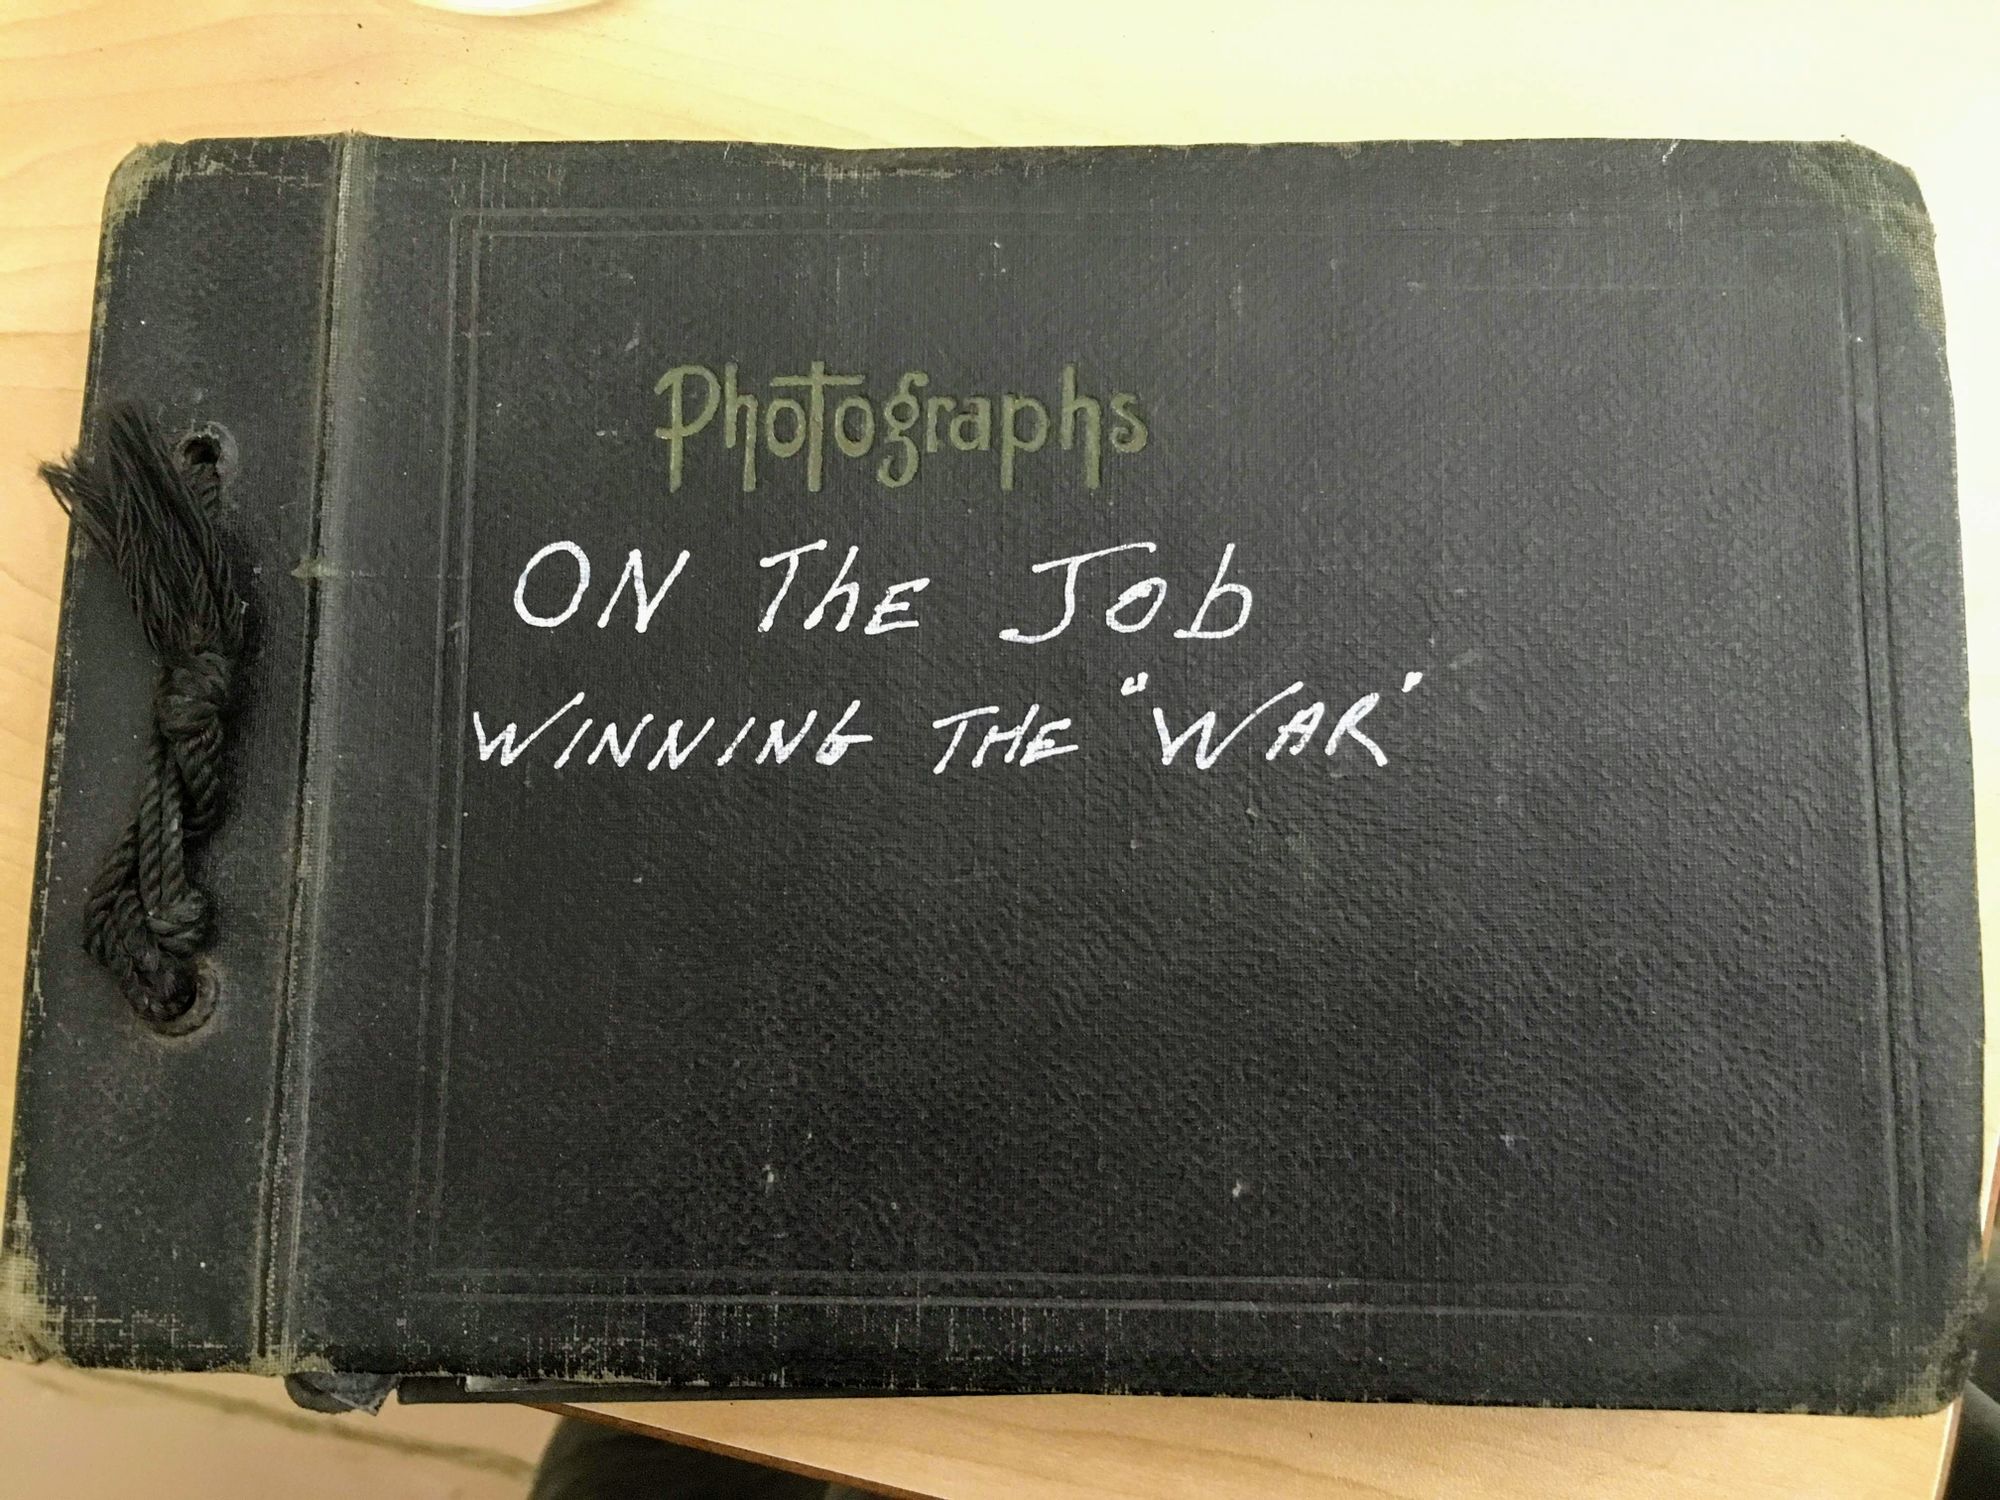 Photographs
ON ThE Job
WINNING THE "WAR"